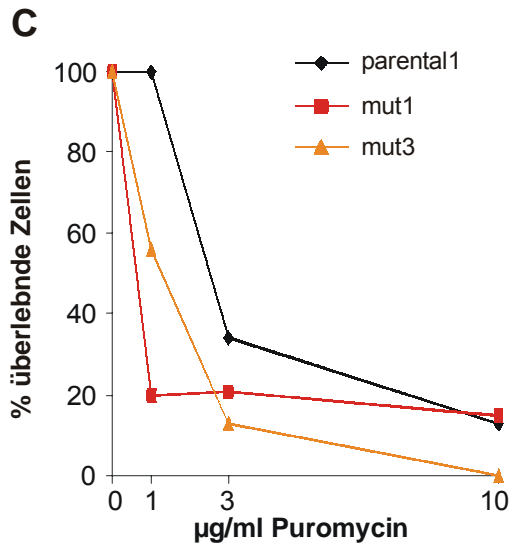 C
parental1
mut1
mut3
% überlebnde Zellen
100
80
60
40
20
0
0 1 3 10
µg/ml Puromycin